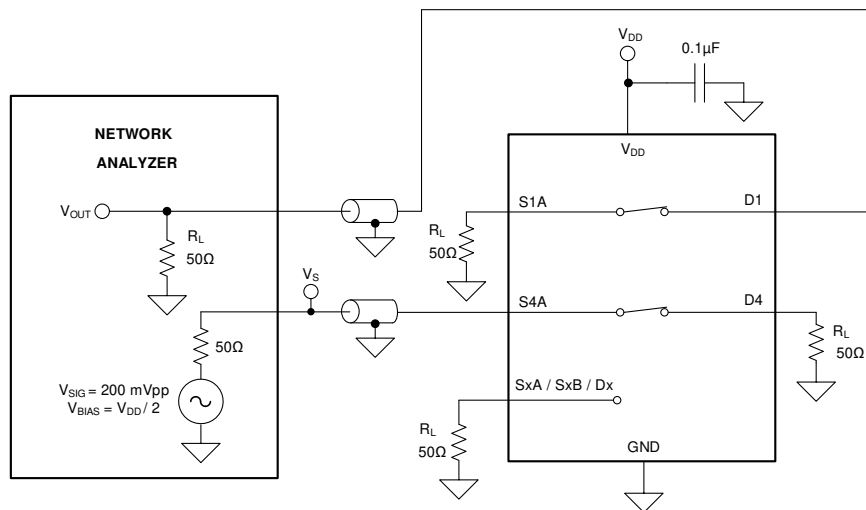 V_DD
0.1µF
NETWORK
ANALYZER
V_DD
V_OUT
S1A
D1
R_L
50Ω
R_L
50Ω
V_S
S4A
D4
50Ω
R_L
50Ω
V_SIG = 200 mVpp
V_BIAS = V_DD / 2
SxA / SxB / Dx
R_L
50Ω
GND